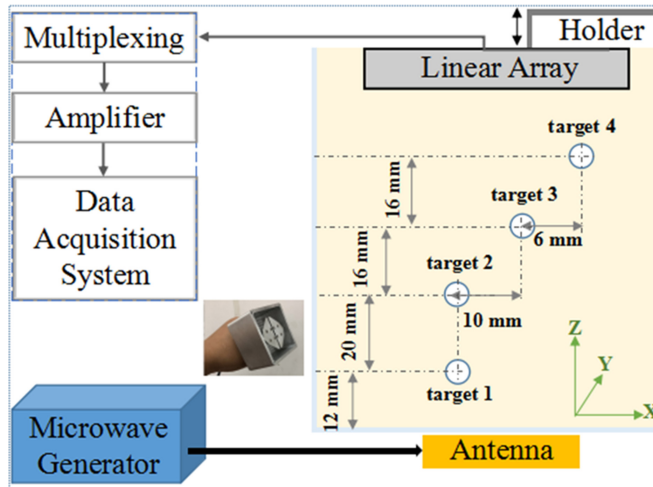 Multiplexing
Amplifier
Data
Acquisition
System
Microwave
Generator
Holder
Linear Array
target 4
16 mm
target 3
6 mm
16 mm
target 2
10 mm
20 mm
target 1
12 mm
Z
Y
X
Antenna